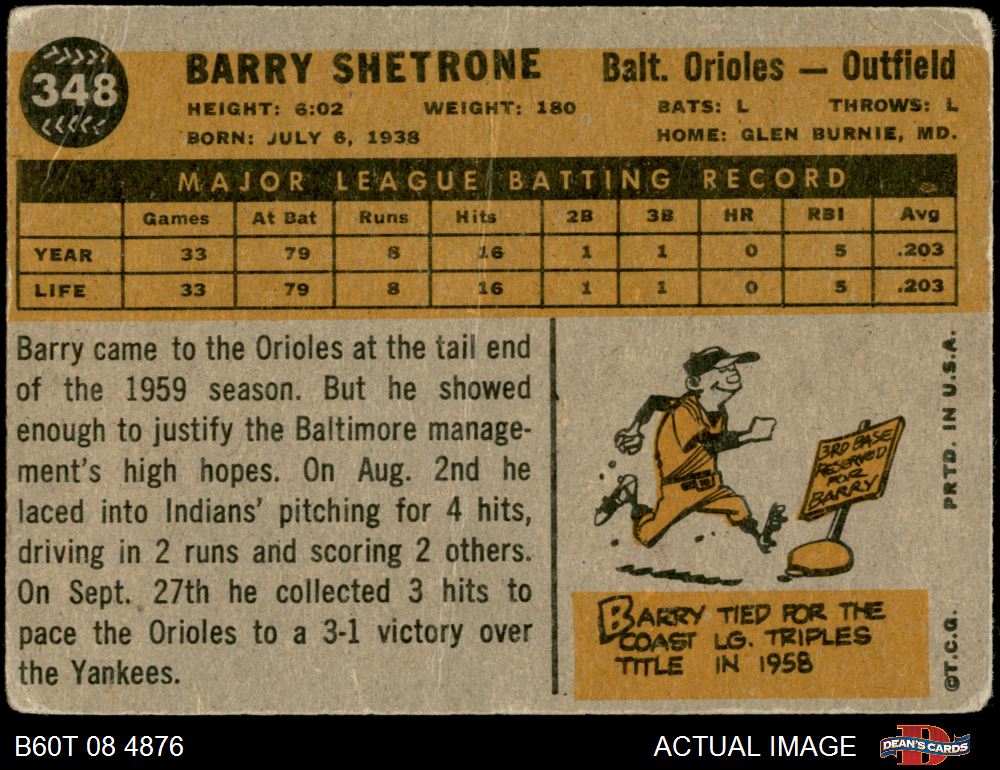 348
BARRY SHETRONE
Balt. Orioles — Outfield
HEIGHT: 6:02 WEIGHT: 180 BATS: L THROWS: L
BORN: JULY 6, 1938 HOME: GLEN BURNIE, MD.
MAJOR LEAGUE BATTING RECORD
Games At Bat Runs Hits 2B 3B HR RBI Avg
YEAR 33 79 8 16 1 1 0 5 .203
LIFE 33 79 8 16 1 1 0 5 .203
Barry came to the Orioles at the tail end
of the 1959 season. But he showed
enough to justify the Baltimore manage-
ment's high hopes. On Aug. 2nd he
laced into Indians' pitching for 4 hits,
driving in 2 runs and scoring 2 others.
On Sept. 27th he collected 3 hits to
pace the Orioles to a 3-1 victory over
the Yankees.
3RD BASE
RESERVED
FOR
BARRY
BARRY TIED FOR THE
COAST LG. TRIPLES
TITLE IN 1958
©T.C.G. PRTD. IN U.S.A.
B60T 08 4876
ACTUAL IMAGE
DEAN'S CARDS